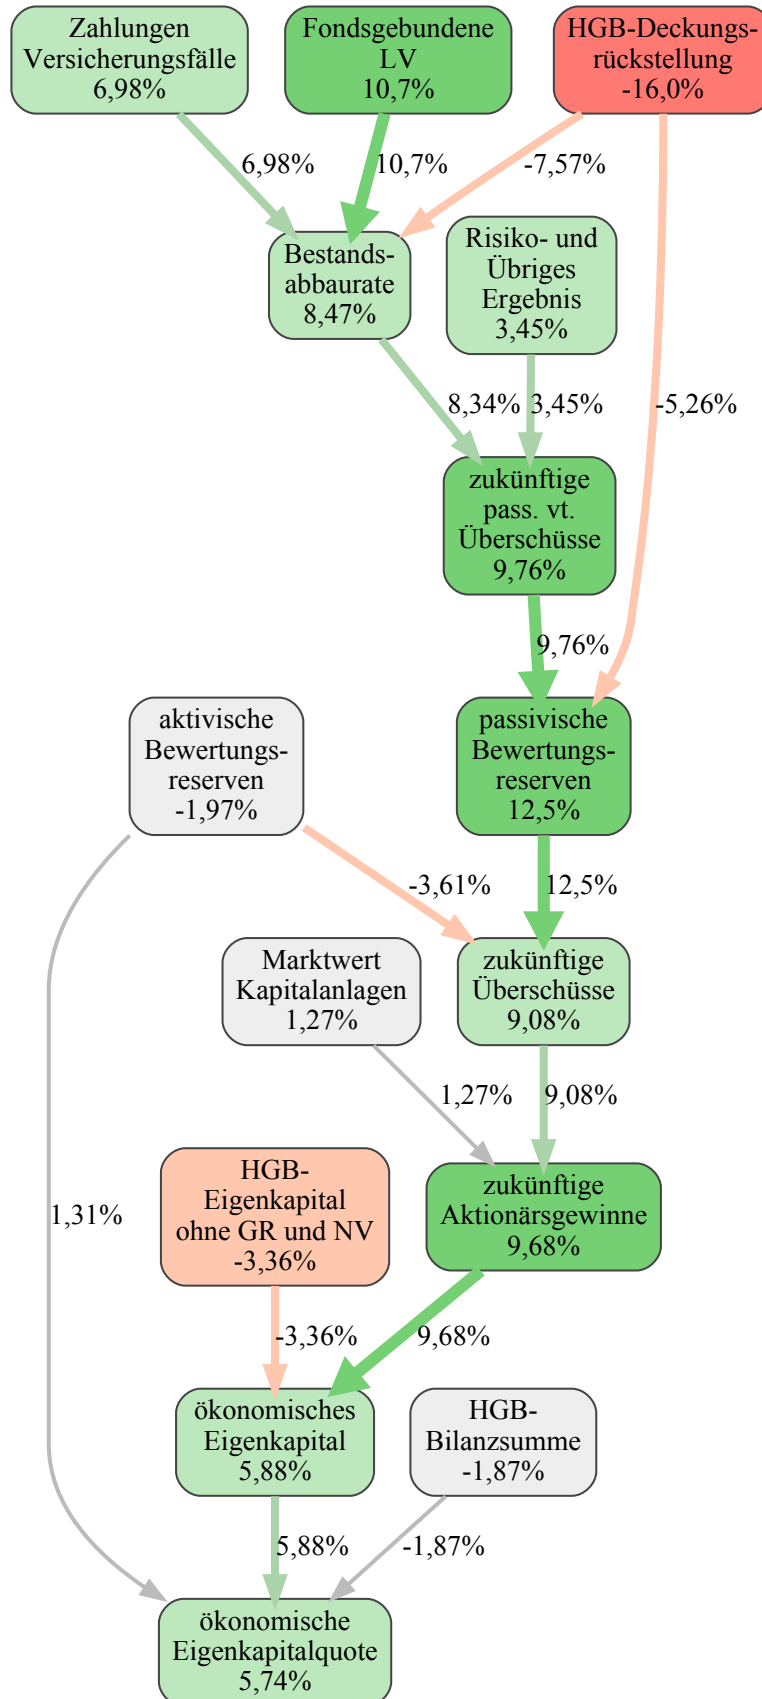 Zahlungen
Versicherungsfälle
6,98%
Fondsgebundene
LV
10,7%
HGB-Deckungs-
rückstellung
-16,0%
6,98%
10,7%
-7,57%
Bestands-
abbaurate
8,47%
Risiko- und
Übriges
Ergebnis
3,45%
8,34%
3,45%
-5,26%
zukünftige
pass. vt.
Überschüsse
9,76%
9,76%
aktivische
Bewertungs-
reserven
-1,97%
passivische
Bewertungs-
reserven
12,5%
-3,61%
12,5%
Marktwert
Kapitalanlagen
1,27%
zukünftige
Überschüsse
9,08%
1,27%
9,08%
HGB-
Eigenkapital
ohne GR und NV
-3,36%
zukünftige
Aktionärsgewinne
9,68%
1,31%
-3,36%
9,68%
ökonomisches
Eigenkapital
5,88%
HGB-
Bilanzsumme
-1,87%
5,88%
-1,87%
ökonomische
Eigenkapitalquote
5,74%